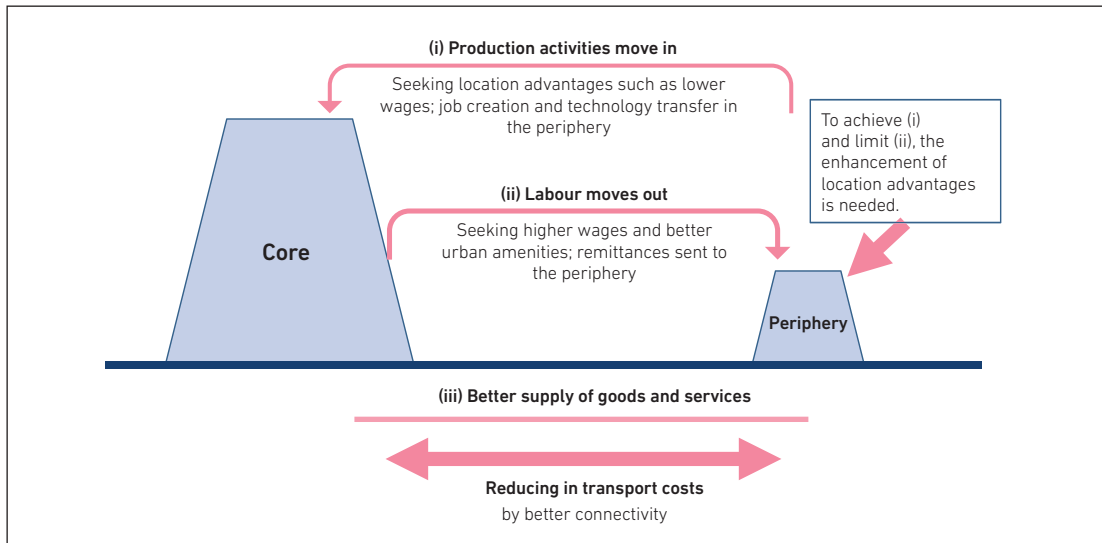 (i) Production activities move in
Seeking location advantages such as lower
wages; job creation and technology transfer in
the periphery
To achieve (i)
and limit (ii), the
enhancement of
location advantages
is needed.
(ii) Labour moves out
Seeking higher wages and better
urban amenities; remittances sent to
the periphery
Core
Periphery
(iii) Better supply of goods and services
Reducing in transport costs
by better connectivity